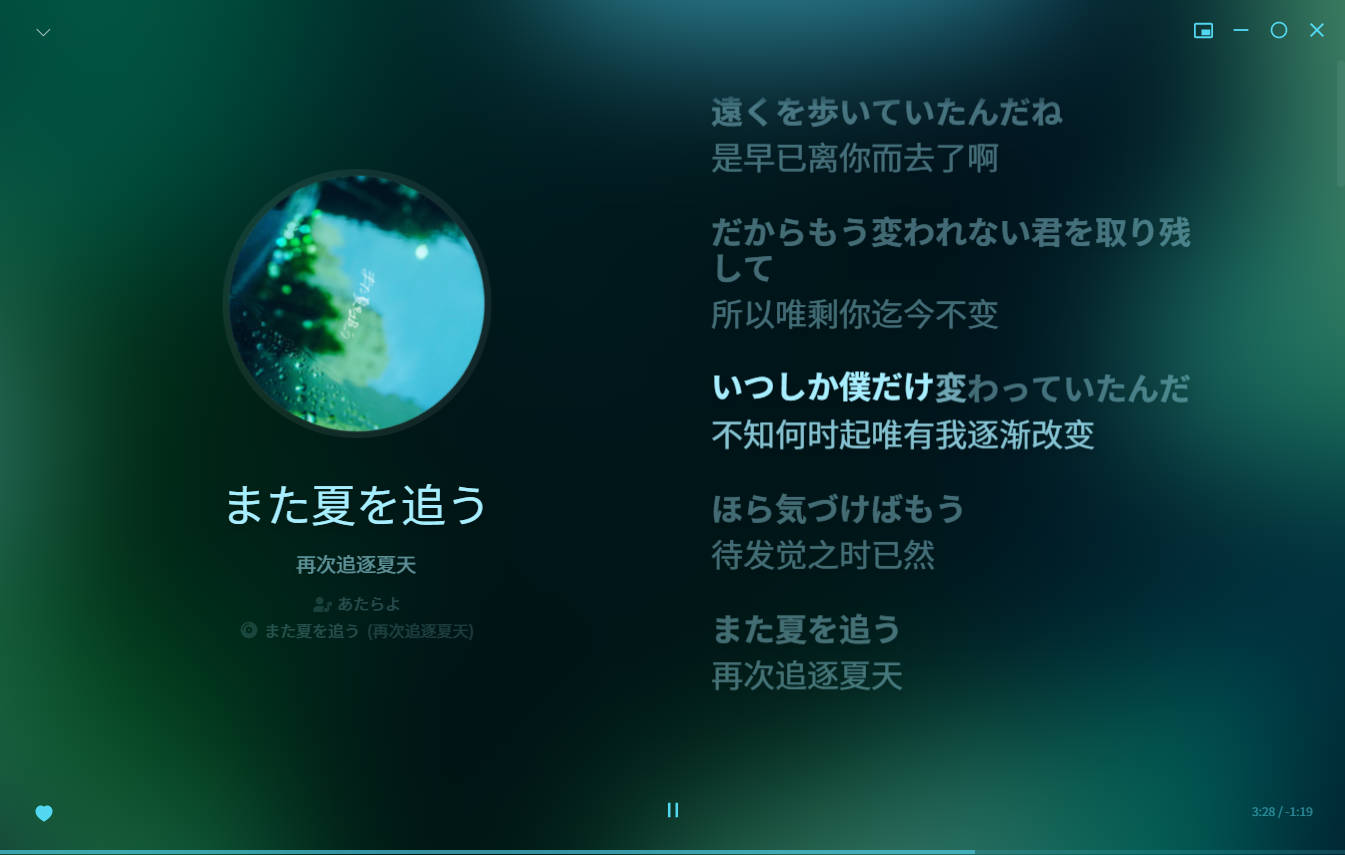 また夏を追う
再次追逐夏天
あたらよ
また夏を追う (再次追逐夏天)
遠くを歩いていたんだね
是早已离你而去了啊
だからもう変われない君を取り残
して
所以唯剩你迄今不变
いつしか僕だけ変わっていたんだ
不知何时起唯有我逐渐改变
ほら気づけばもう
待发觉之时已然
また夏を追う
再次追逐夏天
3:28 / -1:19